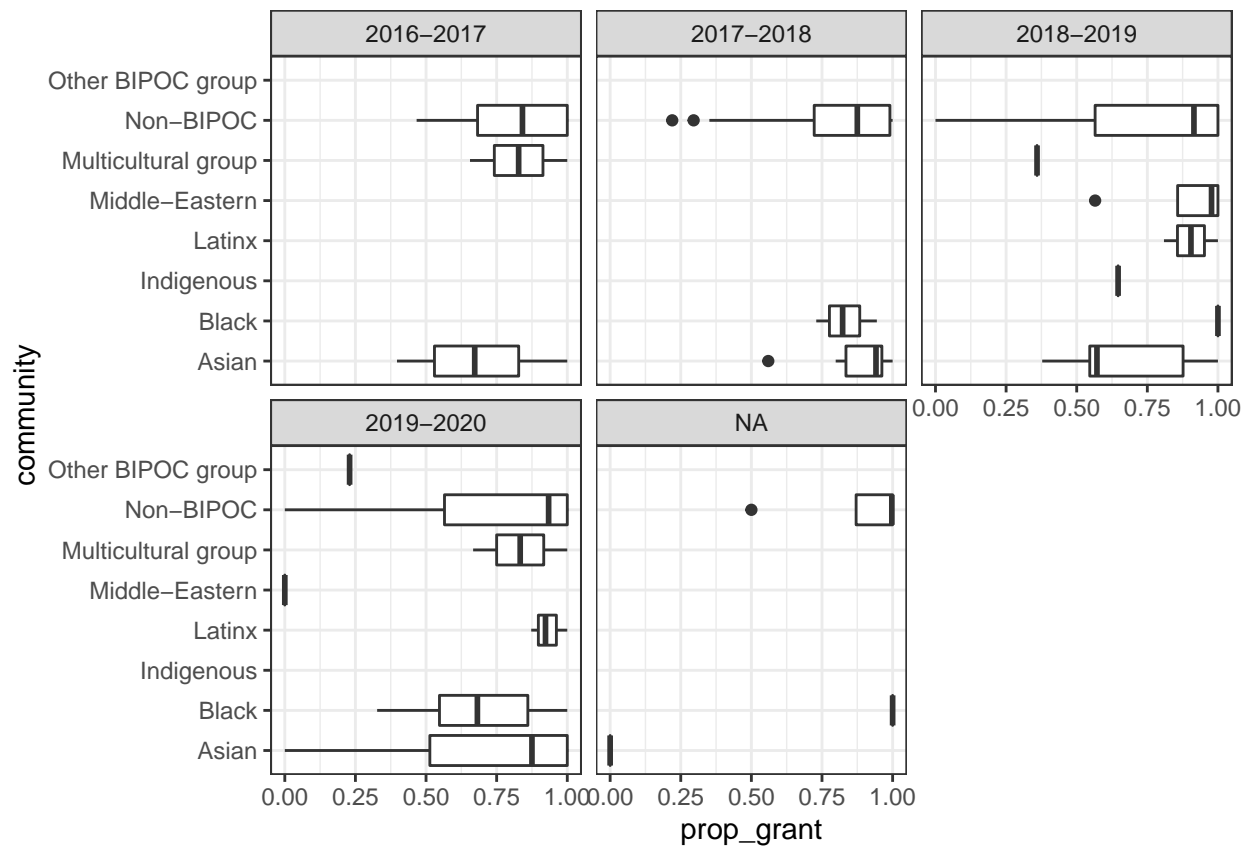 2016−2017
2017−2018
2018−2019
Other BIPOC group
Non−BIPOC
Multicultural group
Middle−Eastern
Latinx
Indigenous
Black
Asian
0.00 0.25 0.50 0.75 1.00
2019−2020
NA
community
Other BIPOC group
Non−BIPOC
Multicultural group
Middle−Eastern
Latinx
Indigenous
Black
Asian
0.00 0.25 0.50 0.75 1.00
0.00 0.25 0.50 0.75 1.00
prop_grant